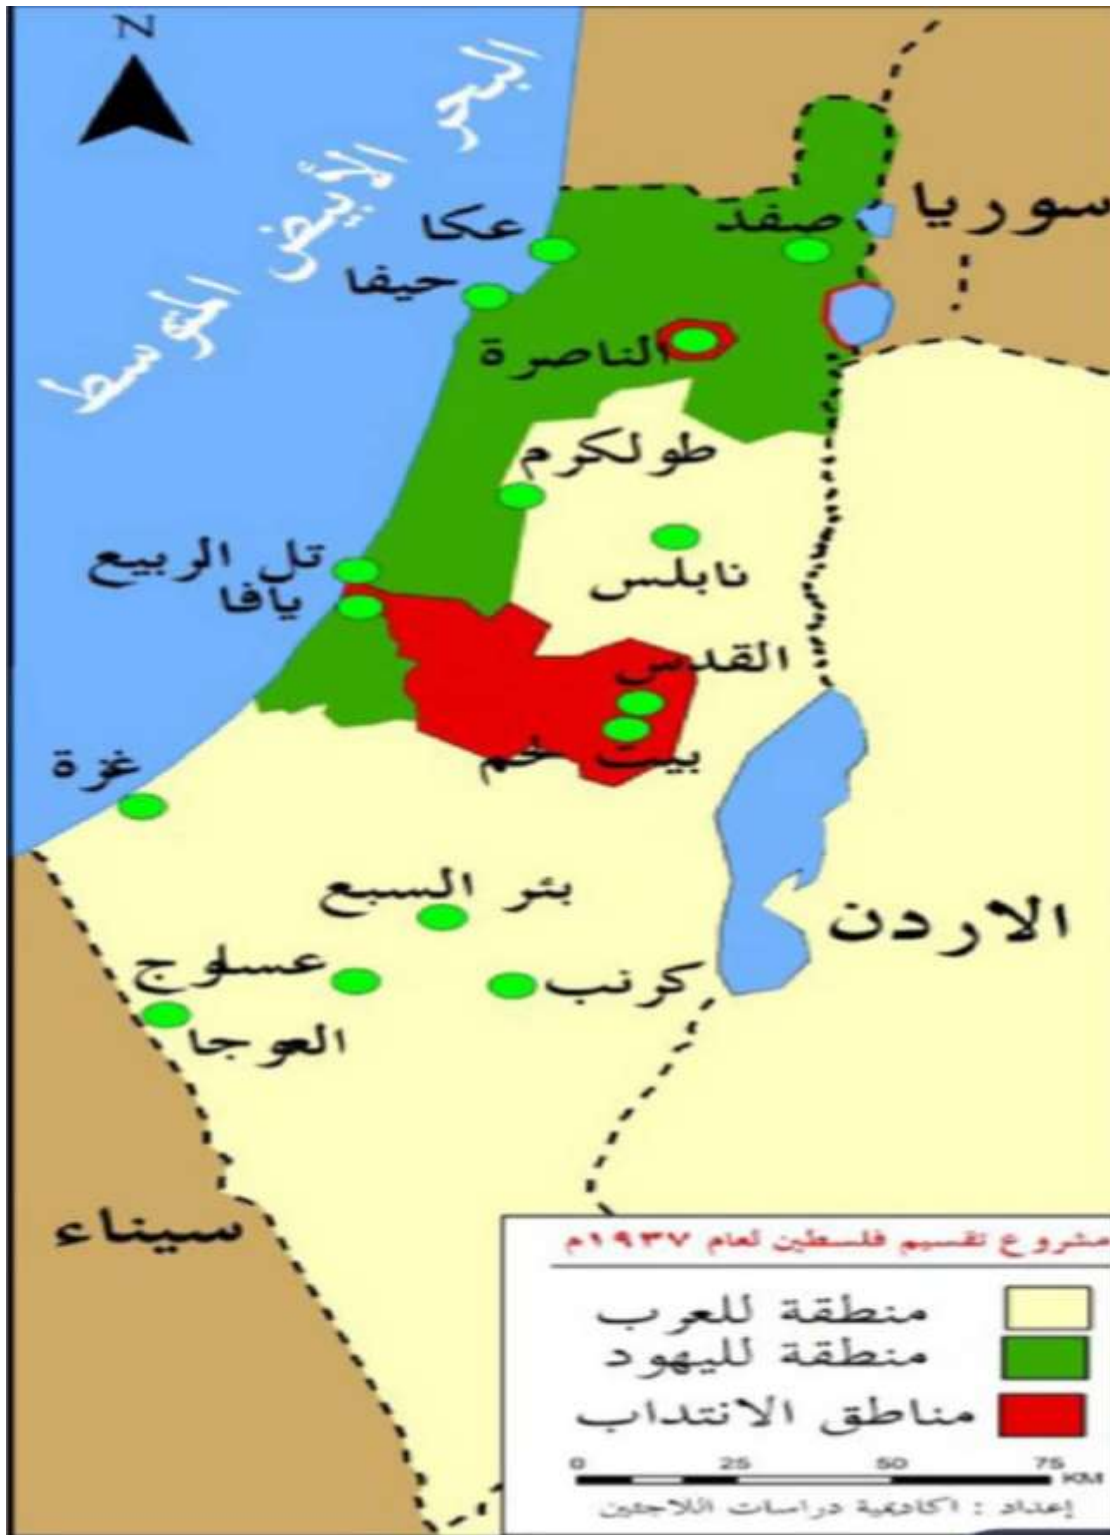 N
البحر الأبيض المتوسط
سوريا
صفد
عكا
حيفا
الناصرة
طولكرم
تل الربيع
نابلس
يافا
القدس
بيت لحم
غزة
بئر السبع
الاردن
عسلوج
كرنب
العوجا
سيناء
مشروع تقسيم فلسطين لعام ١٩٣٧م
منطقة للعرب
منطقة لليهود
مناطق الانتداب
0 25 50 75
KM
إعداد : اكاديمية دراسات اللاجئين